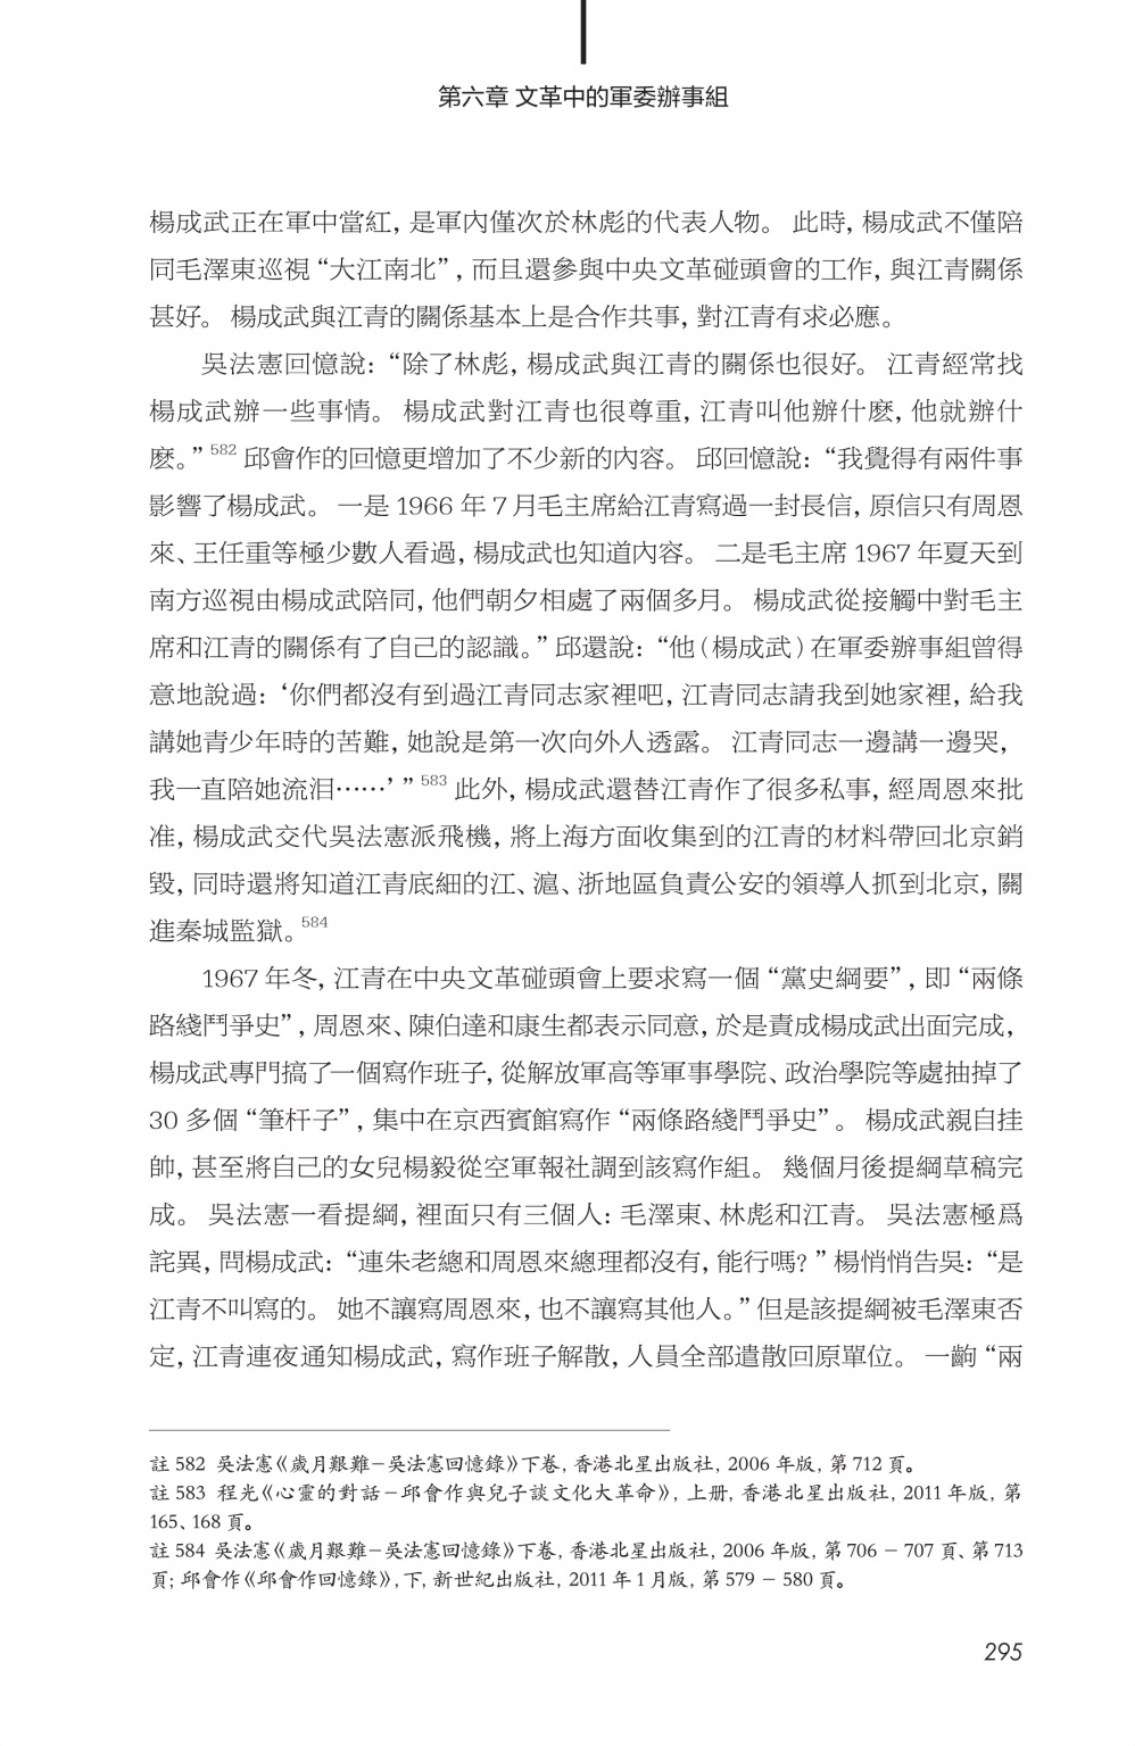 第六章 文革中的軍委辦事組
楊成武正在軍中當紅, 是軍內僅次於林彪的代表人物。 此時, 楊成武不僅陪
同毛澤東巡視“大江南北”, 而且還參與中央文革碰頭會的工作, 與江青關係
甚好。 楊成武與江青的關係基本上是合作共事, 對江青有求必應。
吳法憲回憶說: “除了林彪, 楊成武與江青的關係也很好。 江青經常找
楊成武辦一些事情。 楊成武對江青也很尊重, 江青叫他辦什麼, 他就辦什
麼。” 582 邱會作的回憶更增加了不少新的內容。 邱回憶說: “我覺得有兩件事
影響了楊成武。 一是 1966 年 7 月毛主席給江青寫過一封長信, 原信只有周恩
來、王任重等極少數人看過, 楊成武也知道內容。 二是毛主席 1967 年夏天到
南方巡視由楊成武陪同, 他們朝夕相處了兩個多月。 楊成武從接觸中對毛主
席和江青的關係有了自己的認識。” 邱還說: “他(楊成武)在軍委辦事組曾得
意地說過: ‘你們都沒有到過江青同志家裡吧, 江青同志請我到她家裡, 給我
講她青少年時的苦難, 她說是第一次向外人透露。 江青同志一邊講一邊哭,
我一直陪她流泪……’ ” 583 此外, 楊成武還替江青作了很多私事, 經周恩來批
准, 楊成武交代吳法憲派飛機, 將上海方面收集到的江青的材料帶回北京銷
毀, 同時還將知道江青底細的江、滬、浙地區負責公安的領導人抓到北京, 關
進秦城監獄。 584
1967 年冬, 江青在中央文革碰頭會上要求寫一個 “黨史綱要”, 即 “兩條
路綫鬥爭史”, 周恩來、陳伯達和康生都表示同意, 於是責成楊成武出面完成,
楊成武專門搞了一個寫作班子, 從解放軍高等軍事學院、政治學院等處抽掉了
30 多個 “筆杆子”, 集中在京西賓館寫作 “兩條路綫鬥爭史”。 楊成武親自挂
帥, 甚至將自己的女兒楊毅從空軍報社調到該寫作組。 幾個月後提綱草稿完
成。 吳法憲一看提綱, 裡面只有三個人: 毛澤東、林彪和江青。 吳法憲極爲
詫異, 問楊成武: “連朱老總和周恩來總理都沒有, 能行嗎? ” 楊悄悄告吳: “是
江青不叫寫的。 她不讓寫周恩來, 也不讓寫其他人。” 但是該提綱被毛澤東否
定, 江青連夜通知楊成武, 寫作班子解散, 人員全部遣散回原單位。 一齣 “兩
註 582 吳法憲《歲月艱難－吳法憲回憶錄》下卷, 香港北星出版社, 2006 年版, 第 712 頁。
註 583 程光《心靈的對話－邱會作與兒子談文化大革命》, 上册, 香港北星出版社, 2011 年版, 第
165、168 頁。
註 584 吳法憲《歲月艱難－吳法憲回憶錄》下卷, 香港北星出版社, 2006 年版, 第 706 － 707 頁、第 713
頁; 邱會作《邱會作回憶錄》, 下, 新世紀出版社, 2011 年 1 月版, 第 579 － 580 頁。
295